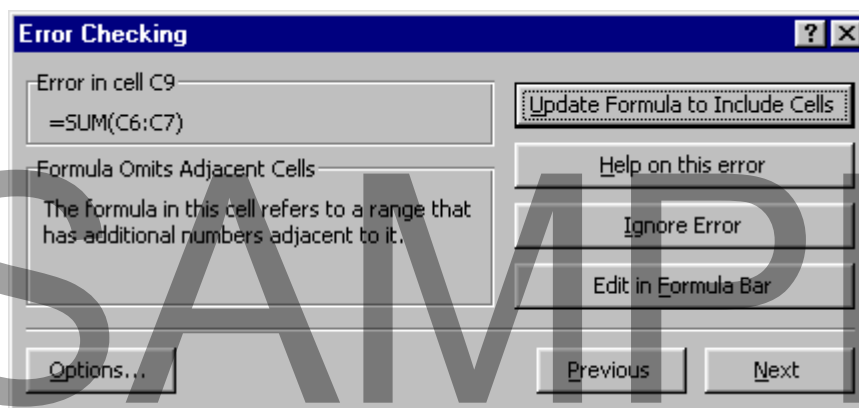 Error Checking
Error in cell C9
=SUM(C6:C7)
Formula Omits Adjacent Cells
The formula in this cell refers to a range that
has additional numbers adjacent to it.
Update Formula to Include Cells
Help on this error
Ignore Error
Edit in Formula Bar
Options...
Previous
Next
SAMPL